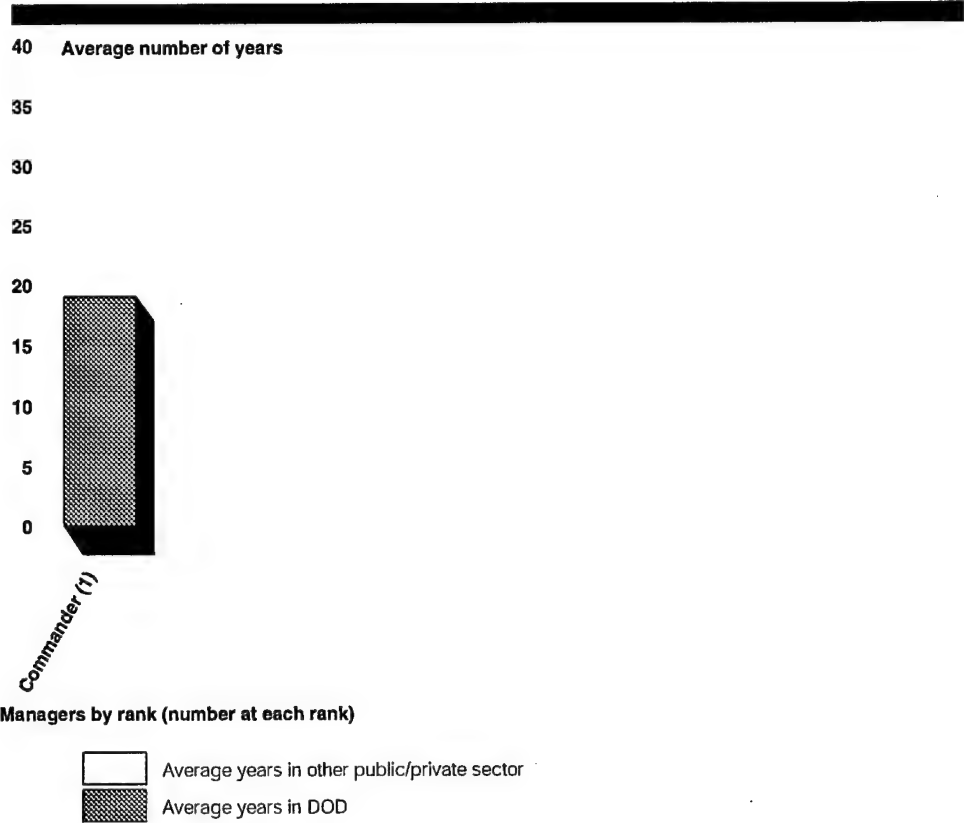 40 Average number of years
35
30
25
20
15
10
5
0
Commander (1)
Managers by rank (number at each rank)
Average years in other public/private sector
Average years in DOD